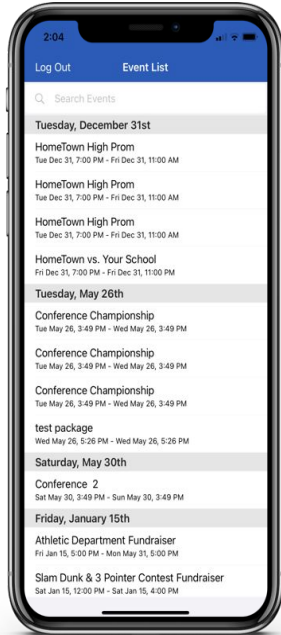 2:04
Log Out Event List
Search Events
Tuesday, December 31st
HomeTown High Prom
Tue Dec 31, 7:00 PM - Fri Dec 31, 11:00 AM
HomeTown High Prom
Tue Dec 31, 7:00 PM - Fri Dec 31, 11:00 AM
HomeTown High Prom
Tue Dec 31, 7:00 PM - Fri Dec 31, 11:00 AM
HomeTown vs. Your School
Fri Dec 31, 7:00 PM - Fri Dec 31, 11:00 PM
Tuesday, May 26th
Conference Championship
Tue May 26, 3:49 PM - Wed May 26, 3:49 PM
Conference Championship
Tue May 26, 3:49 PM - Wed May 26, 3:49 PM
Conference Championship
Tue May 26, 3:49 PM - Wed May 26, 3:49 PM
test package
Wed May 26, 5:26 PM - Wed May 26, 5:26 PM
Saturday, May 30th
Conference 2
Sat May 30, 3:49 PM - Sun May 30, 3:49 PM
Friday, January 15th
Athletic Department Fundraiser
Fri Jan 15, 5:00 PM - Mon May 31, 5:00 PM
Slam Dunk & 3 Pointer Contest Fundraiser
Sat Jan 15, 12:00 PM - Sat Jan 15, 4:00 PM